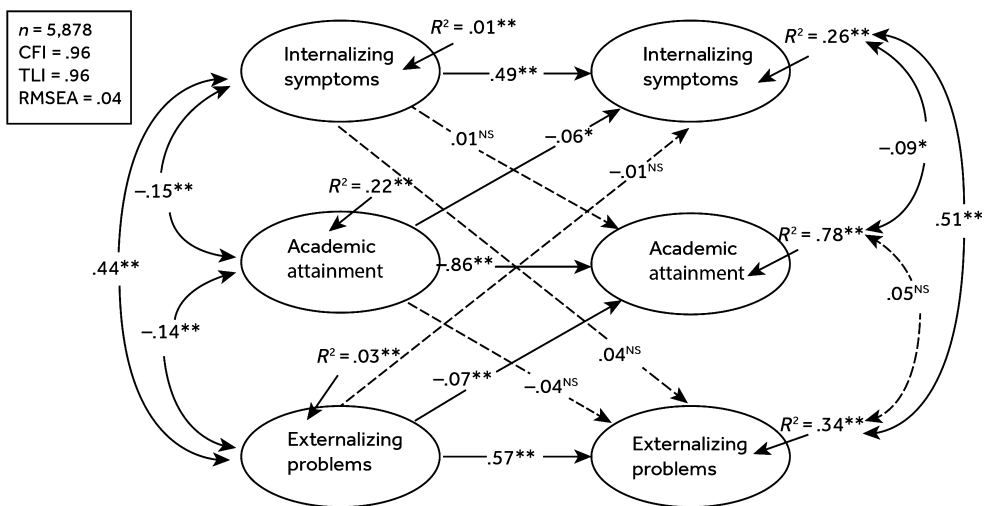 n = 5,878
CFI = .96
TLI = .96
RMSEA = .04
R² = .01**
R² = .26**
Internalizing
symptoms
.49**
Internalizing
symptoms
.01NS
–.06*
–.09*
–.01NS
–.15**
R² = .22**
.51**
Academic
attainment
R² = .78**
Academic
attainment
.44**
–.86**
.05NS
–.14**
R² = .03**
.04NS
–.07**
–.04NS
R² = .34**
Externalizing
problems
.57**
Externalizing
problems